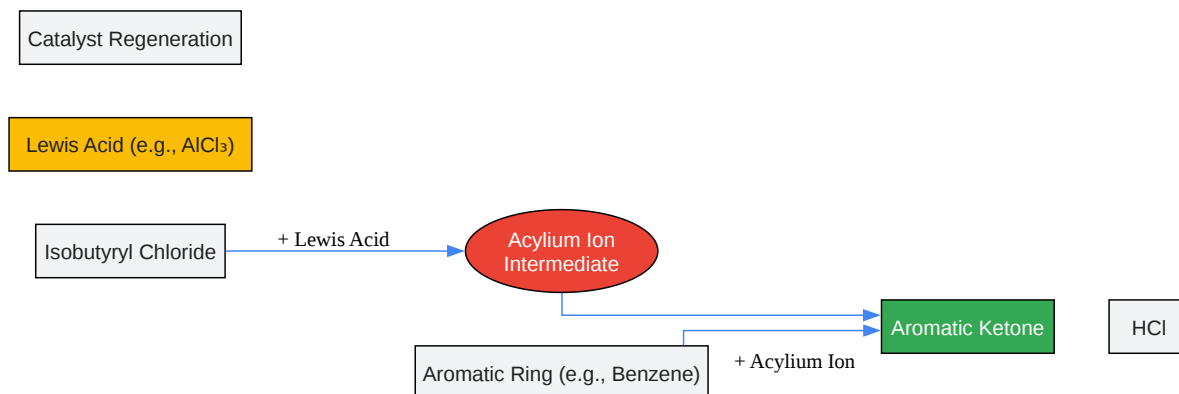 Catalyst Regeneration
Lewis Acid (e.g., AlCl₃)
Isobutyryl Chloride
+ Lewis Acid
Acylium Ion
Intermediate
Aromatic Ketone
HCl
Aromatic Ring (e.g., Benzene)
+ Acylium Ion